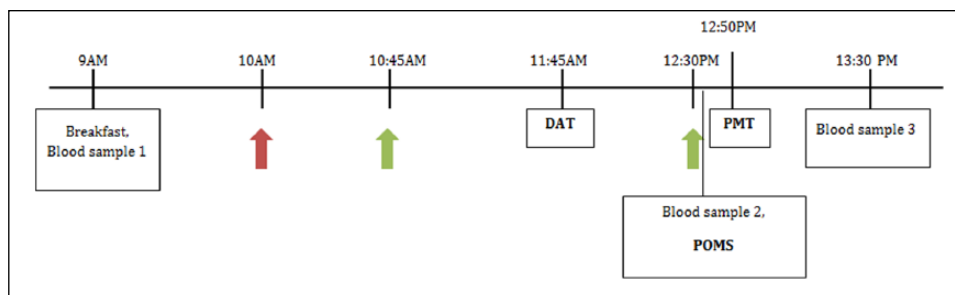 12:50PM
9AM
10AM
10:45AM
11:45AM
12:30PM
13:30 PM
Breakfast,
Blood sample 1
DAT
PMT
Blood sample 3
Blood sample 2,
POMS